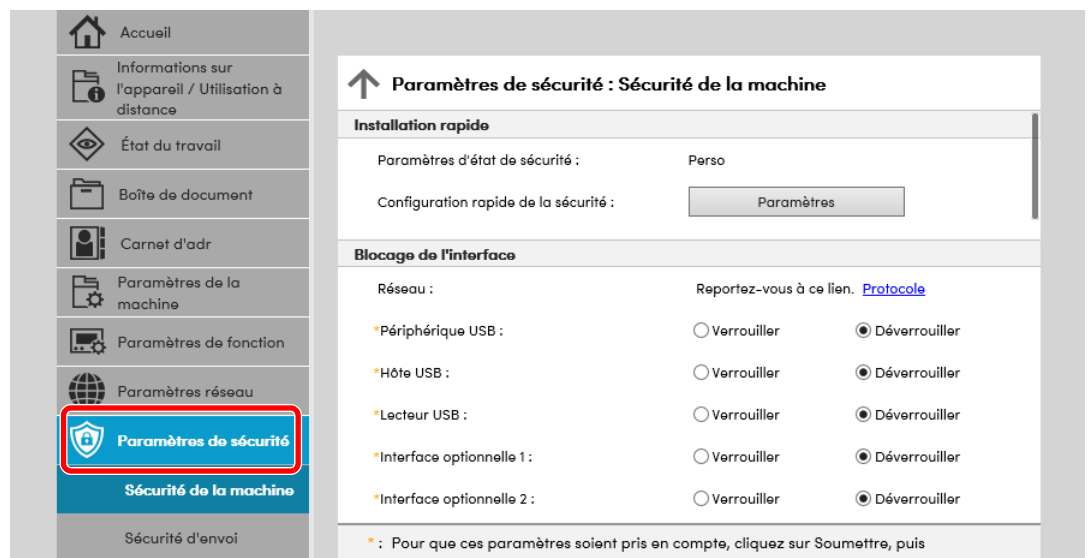 Accueil
Informations sur
l'appareil / Utilisation à
distance
État du travail
Boîte de document
Carnet d'adr
Paramètres de la
machine
Paramètres de fonction
Paramètres réseau
Paramètres de sécurité
Sécurité de la machine
Sécurité d'envoi
Paramètres de sécurité : Sécurité de la machine
Installation rapide
Paramètres d'état de sécurité : Perso
Configuration rapide de la sécurité : Paramètres
Blocage de l'interface
Réseau : Reportez-vous à ce lien. Protocole
*Périphérique USB : Verrouiller Déverrouiller
*Hôte USB : Verrouiller Déverrouiller
*Lecteur USB : Verrouiller Déverrouiller
*Interface optionnelle 1 : Verrouiller Déverrouiller
*Interface optionnelle 2 : Verrouiller Déverrouiller
* : Pour que ces paramètres soient pris en compte, cliquez sur Soumettre, puis